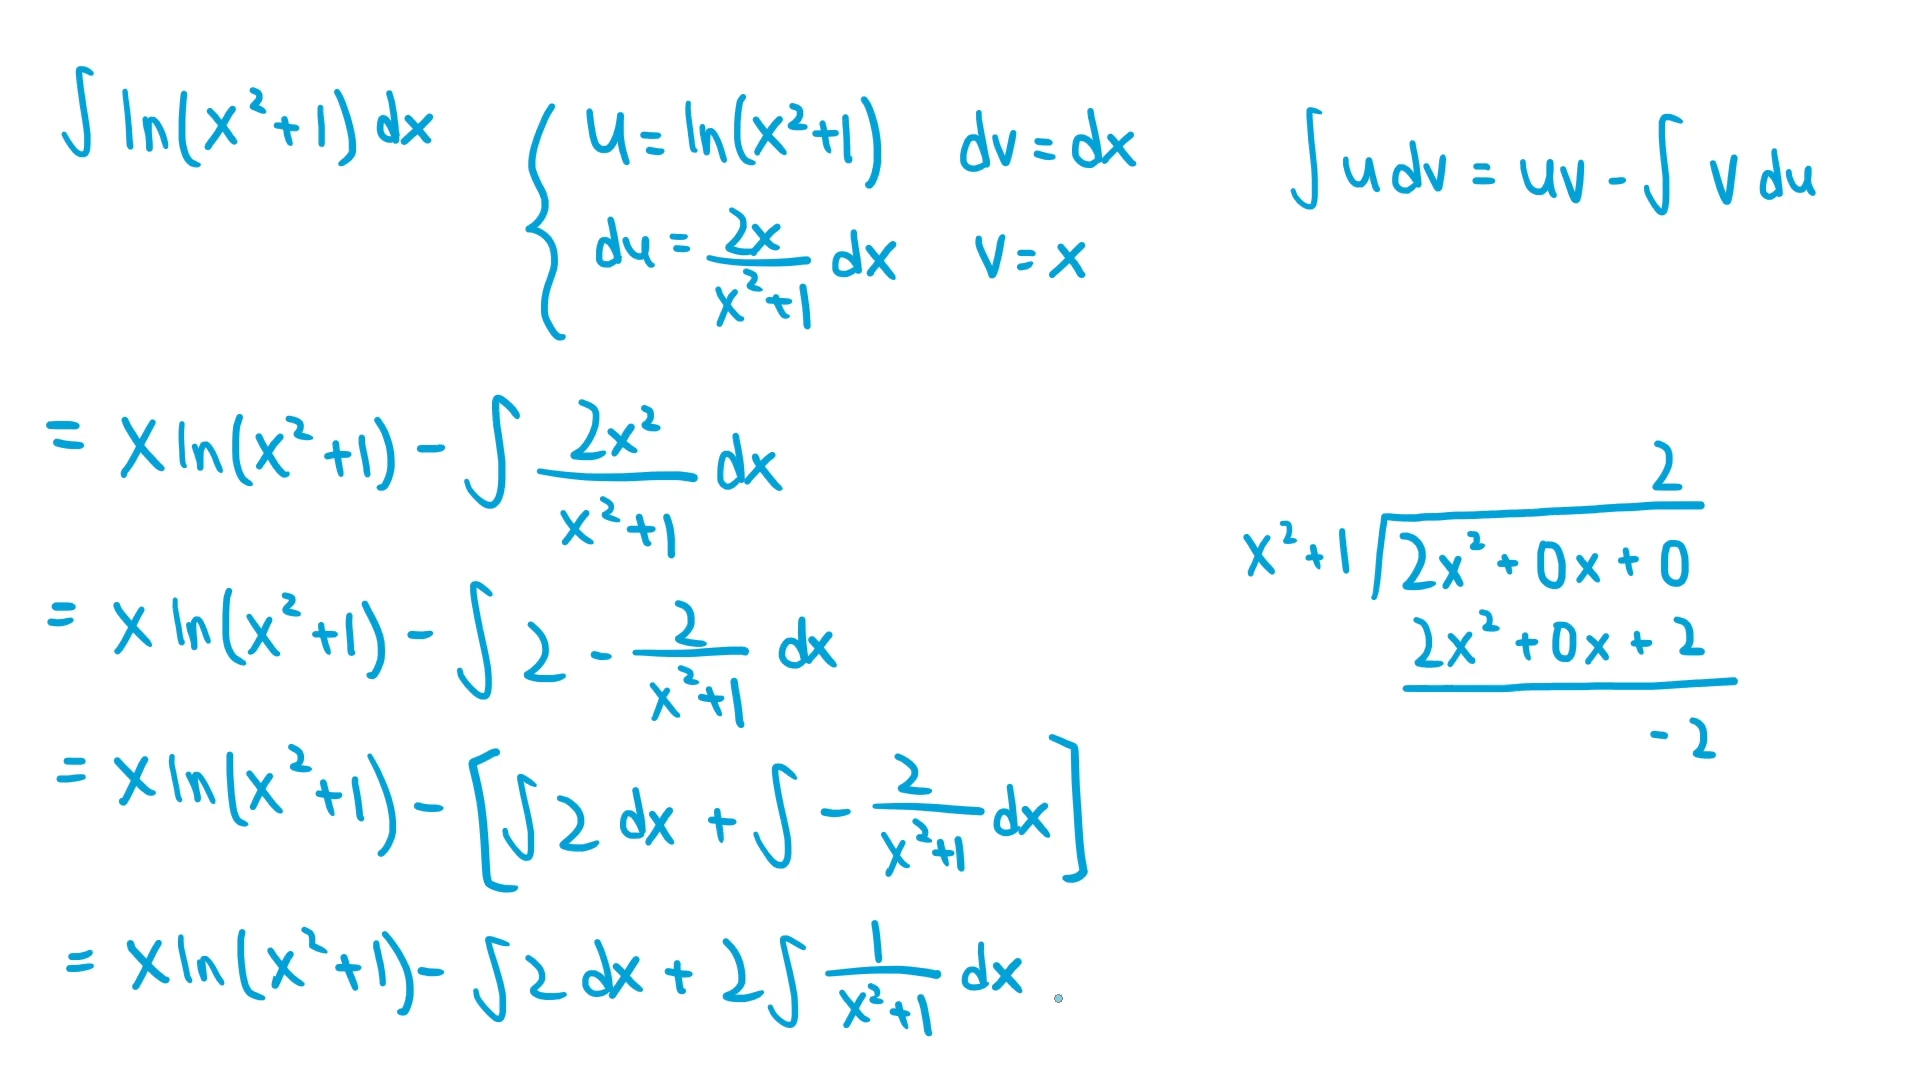 ∫ ln(x²+1) dx
{ u = ln(x²+1)   dv = dx
du = 2x/(x²+1) dx   v = x
∫ u dv = uv - ∫ v du
= x ln(x²+1) - ∫ 2x²/(x²+1) dx
= x ln(x²+1) - ∫ 2 - 2/(x²+1) dx
= x ln(x²+1) - [∫ 2 dx + ∫ - 2/(x²+1) dx]
= x ln(x²+1) - ∫ 2 dx + 2 ∫ 1/(x²+1) dx
2
x²+1 √ 2x² + 0x + 0
2x² + 0x + 2
-2